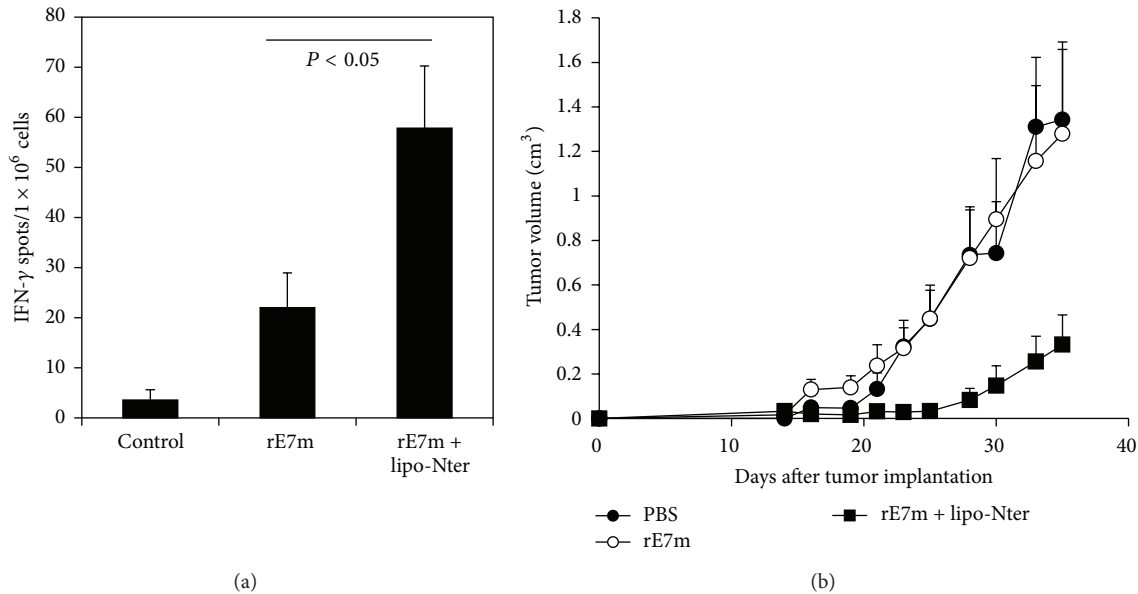 80
70
60
50
40
30
20
10
0
IFN-γ spots/1 × 10⁶ cells
P < 0.05
Control
rE7m
rE7m +
lipo-Nter
(a)
1.8
1.6
1.4
1.2
1
0.8
0.6
0.4
0.2
0
Tumor volume (cm³)
0 10 20 30 40
Days after tumor implantation
PBS
rE7m
rE7m + lipo-Nter
(b)